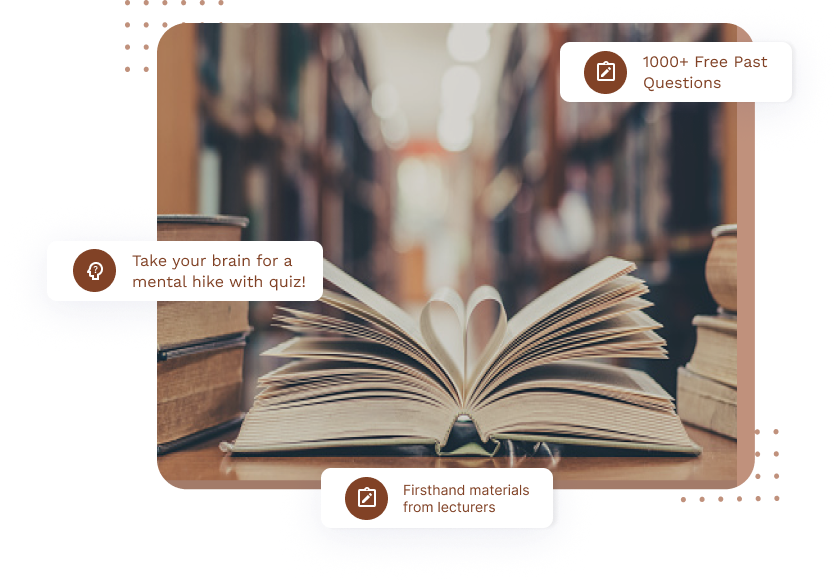 1000+ Free Past
Questions
Take your brain for a
mental hike with quiz!
Firsthand materials
from lecturers